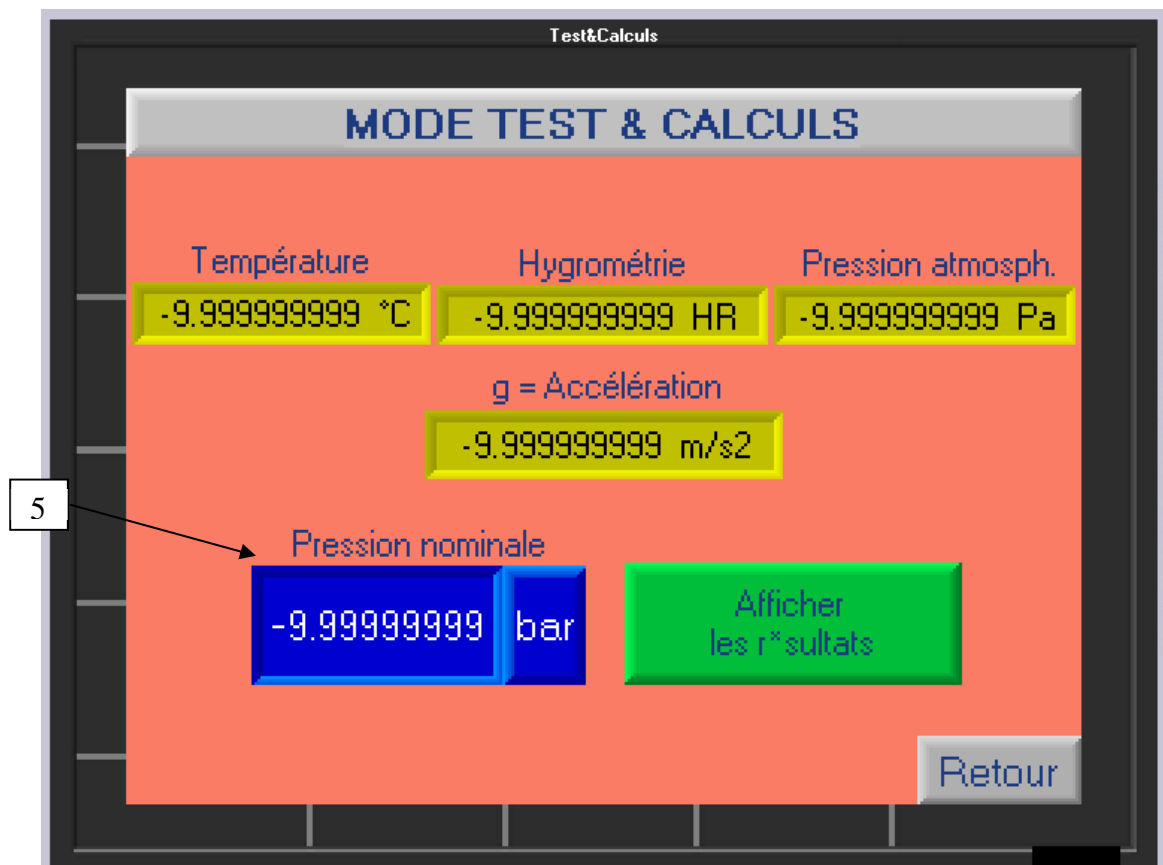 Test&Calculs
MODE TEST & CALCULS
Température Hygrométrie Pression atmosph.
-9.999999999 °C -9.999999999 HR -9.999999999 Pa
g = Accélération
-9.999999999 m/s2
5
Pression nominale
-9.99999999 bar
Afficher
les r*sultats
Retour